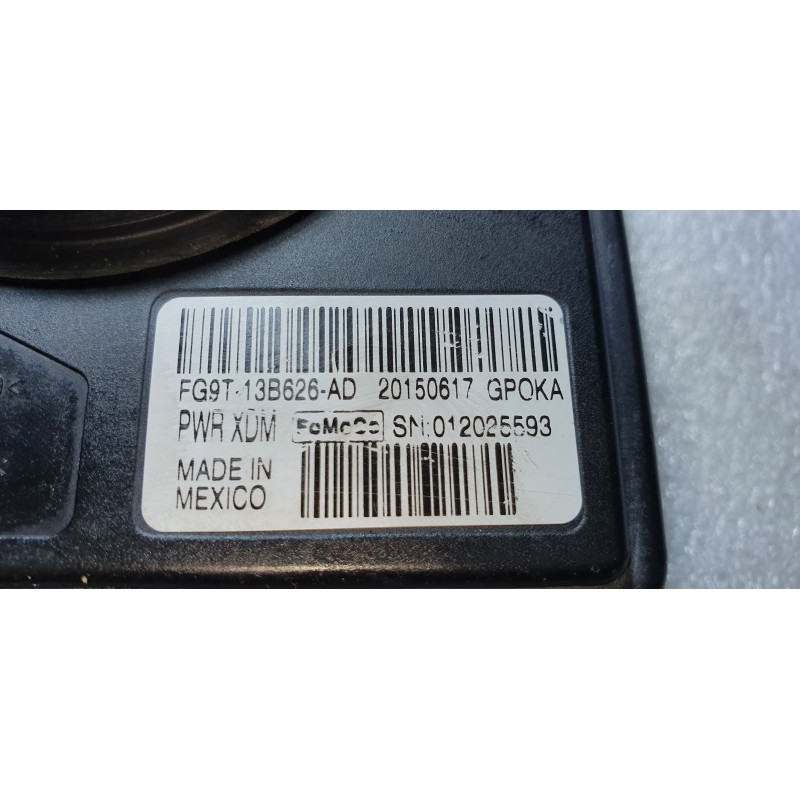 FG9T-13B626-AD 20150617 GPOKA
PWR XDM FoMoCo SN:012025593
MADE IN
MEXICO